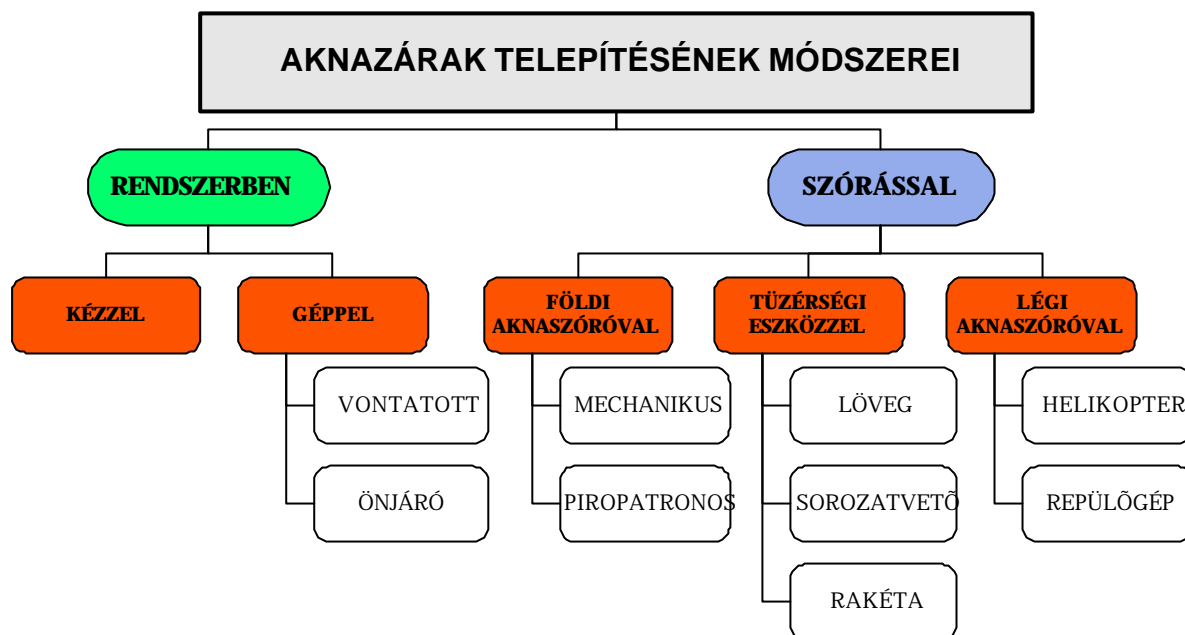 AKNAZÁRAK TELEPÍTÉSÉNEK MÓDSZEREI
RENDSZERBEN
SZÓRÁSSAL
KÉZZEL
GÉPPEL
FÖLDI
AKNASZÓRÓVAL
TÜZÉRSÉGI
ESZKÖZZEL
LÉGI
AKNASZÓRÓVAL
VONTATOTT
MECHANIKUS
LÖVEG
HELIKOPTER
ÖNJÁRÓ
PIROPATRONOS
SOROZATVETÕ
REPÜLÕGÉP
RAKÉTA